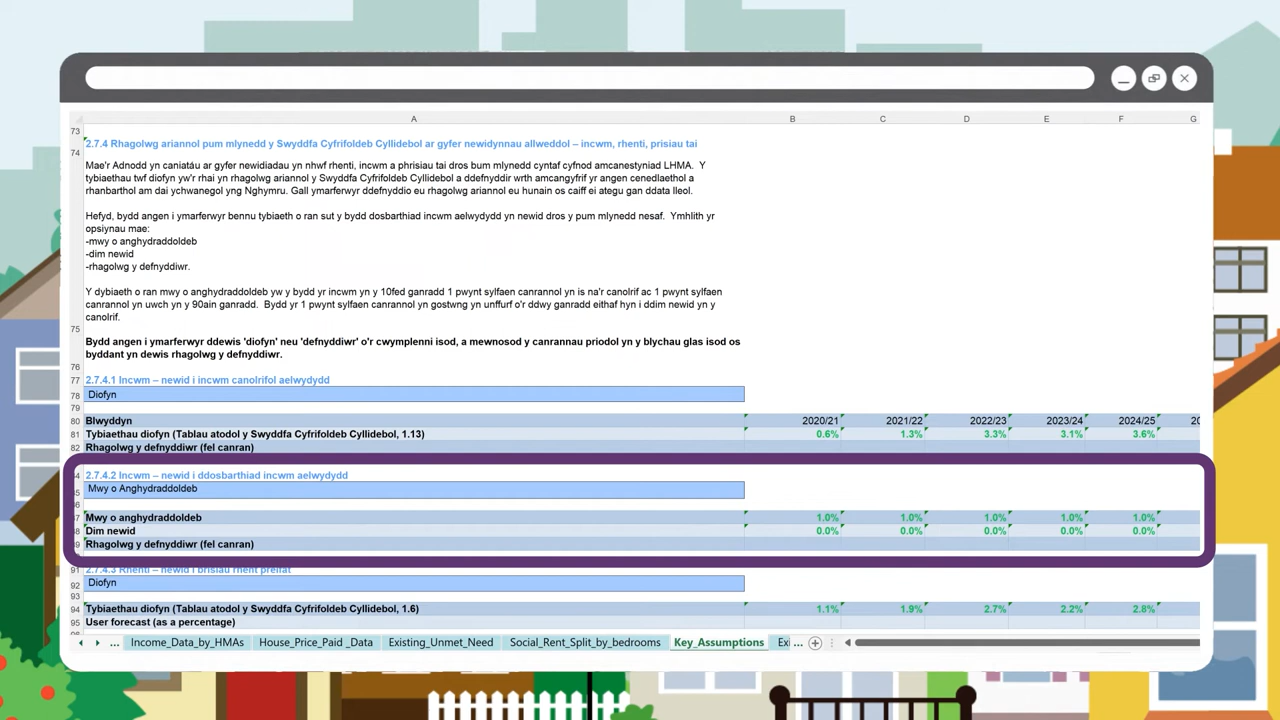 A B C D E F G
73
2.7.4 Rhagolwg ariannol pum mlynedd y Swyddfa Cyfrifoldeb Cyllidebol ar gyfer newidynnau allweddol – incwm, rhenti, prisiau tai
74
Mae'r Adnodd yn caniatáu ar gyfer newidiadau yn nhwf rhenti, incwm a phrisiau tai dros bum mlynedd cyntaf cyfnod amcanestyniad LHMA. Y
tybiaethau twf diofyn yw'r rhai yn rhagolwg ariannol y Swyddfa Cyfrifoldeb Cyllidebol a ddefnyddir wrth amcangyfrif yr angen cenedlaethol a
rhanbarthol am dai ychwanegol yng Nghymru. Gall ymarferwyr ddefnyddio eu rhagolwg ariannol eu hunain os caiff ei ategu gan ddata lleol.
Hefyd, bydd angen i ymarferwyr bennu tybiaeth o ran sut y bydd dosbarthiad incwm aelwydydd yn newid dros y pum mlynedd nesaf. Ymhlith yr
opsiynau mae:
-mwy o anghydraddoldeb
-dim newid
-rhagolwg y defnyddiwr.
Y dybiaeth o ran mwy o anghydraddoldeb yw y bydd yr incwm yn y 10fed ganradd 1 pwynt sylfaen canrannol yn is na'r canolrif ac 1 pwynt sylfaen
canrannol yn uwch yn y 90ain ganradd. Bydd yr 1 pwynt sylfaen canrannol yn gostwng yn unffurf o'r ddwy ganradd eithaf hyn i ddim newid yn y
canolrif.
75
Bydd angen i ymarferwyr ddewis 'diofyn' neu 'defnyddiwr' o'r cwymplenni isod, a mewnosod y canrannau priodol yn y blychau glas isod os
byddant yn dewis rhagolwg y defnyddiwr.
76
77 2.7.4.1 Incwm – newid i incwm canolrifol aelwydydd
78 Diofyn
79
80 Blwyddyn 2020/21 2021/22 2022/23 2023/24 2024/25 20
81 Tybiaethau diofyn (Tablau atodol y Swyddfa Cyfrifoldeb Cyllidebol, 1.13) 0.6% 1.3% 3.3% 3.1% 3.6%
82 Rhagolwg y defnyddiwr (fel canran)
2.7.4.2 Incwm – newid i ddosbarthiad incwm aelwydydd
Mwy o Anghydraddoldeb
Mwy o anghydraddoldeb 1.0% 1.0% 1.0% 1.0% 1.0%
Dim newid 0.0% 0.0% 0.0% 0.0% 0.0%
Rhagolwg y defnyddiwr (fel canran)
91 2.7.4.3 Rhenti – newid i brisiau rhent preifat
92 Diofyn
93
94 Tybiaethau diofyn (Tablau atodol y Swyddfa Cyfrifoldeb Cyllidebol, 1.6) 1.1% 1.9% 2.7% 2.2% 2.8%
95 User forecast (as a percentage)
... Income_Data_by_HMAs House_Price_Paid _Data Existing_Unmet_Need Social_Rent_Split_by_bedrooms Key_Assumptions ...